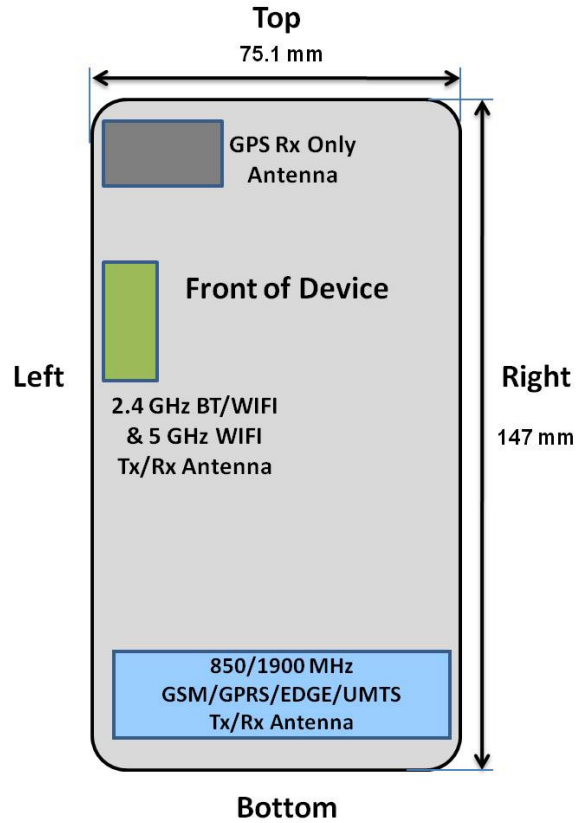 Top
75.1 mm
GPS Rx Only
Antenna
Front of Device
Left
Right
2.4 GHz BT/WIFI
& 5 GHz WIFI
Tx/Rx Antenna
147 mm
850/1900 MHz
GSM/GPRS/EDGE/UMTS
Tx/Rx Antenna
Bottom